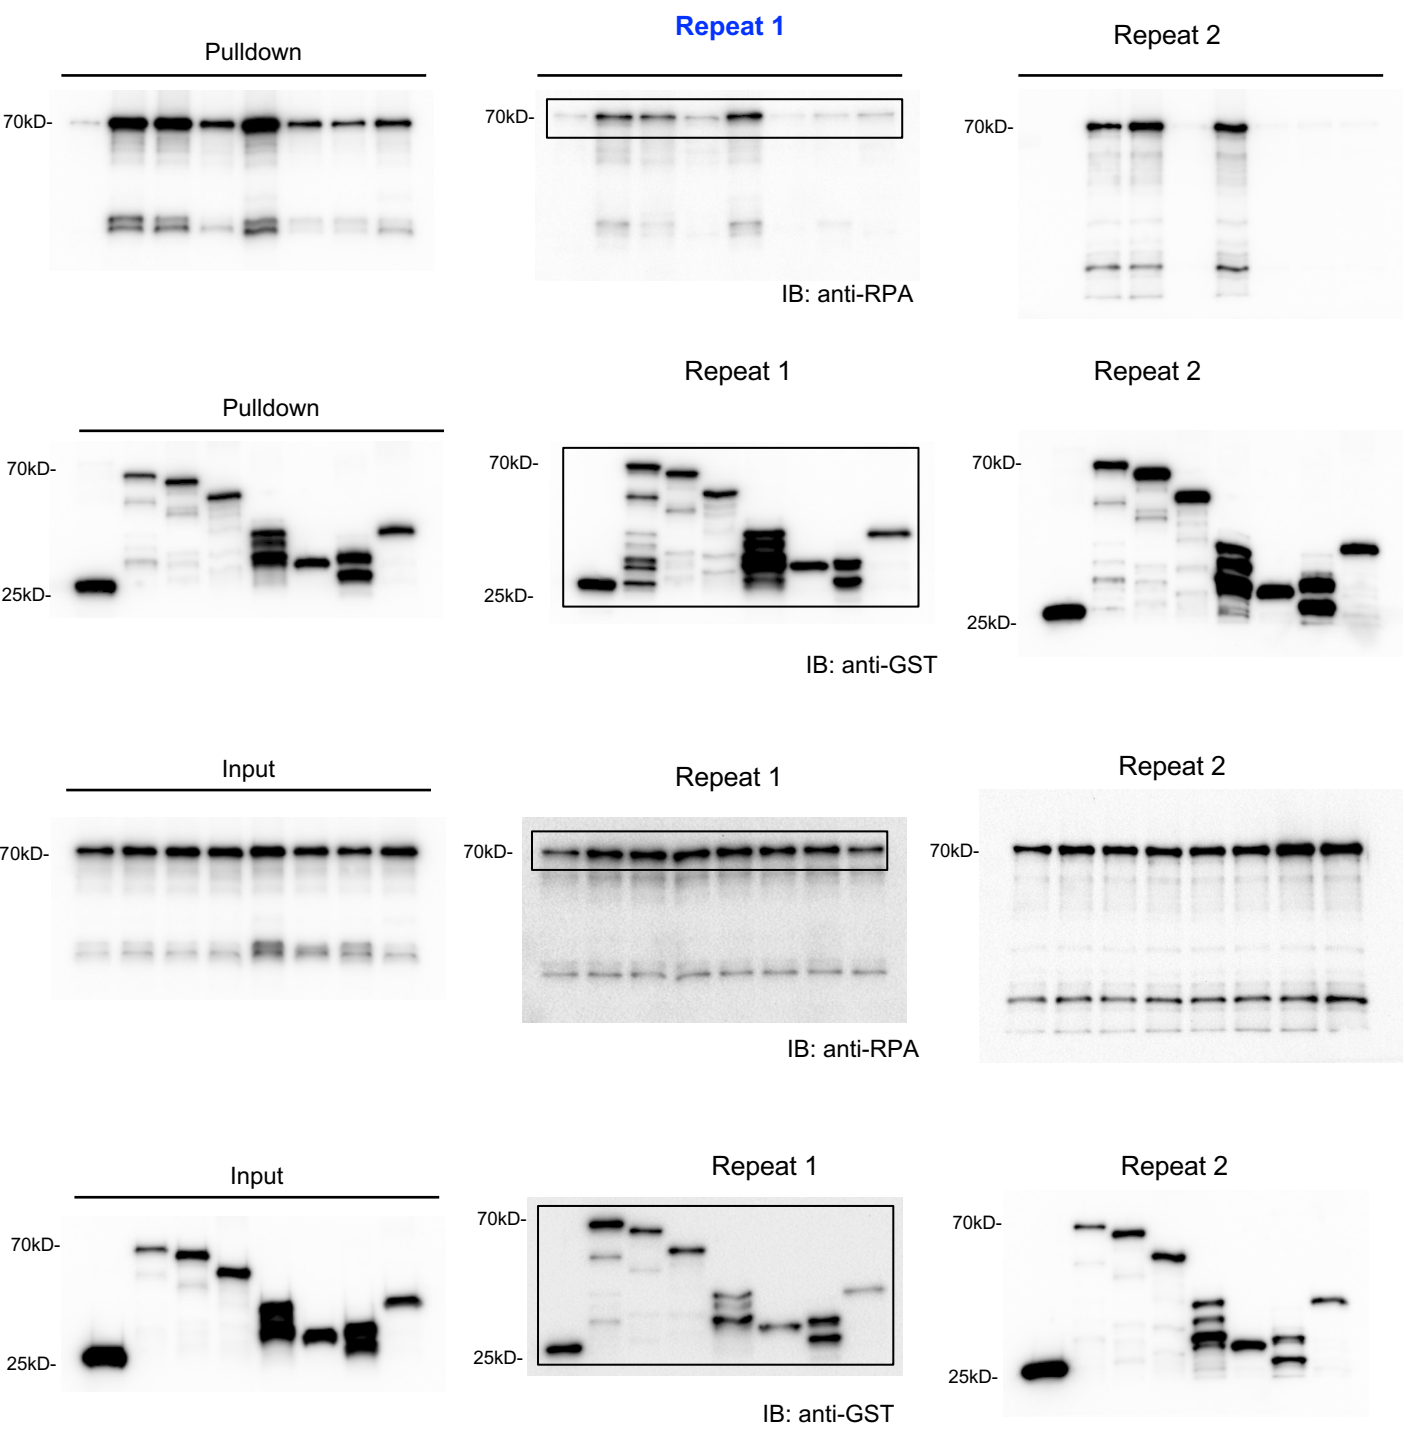 Pulldown
Repeat 1
Repeat 2
70kD-
70kD-
70kD-
IB: anti-RPA
Pulldown
Repeat 1
Repeat 2
70kD-
70kD-
70kD-
25kD-
25kD-
25kD-
IB: anti-GST
Input
Repeat 1
Repeat 2
70kD-
70kD-
70kD-
IB: anti-RPA
Input
Repeat 1
Repeat 2
70kD-
70kD-
70kD-
25kD-
25kD-
25kD-
IB: anti-GST